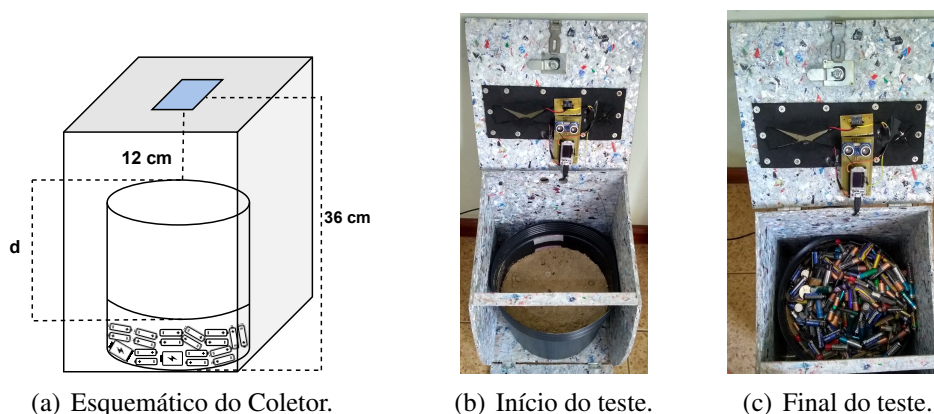 12 cm
36 cm
d
(a) Esquemático do Coletor.
(b) Início do teste.
(c) Final do teste.